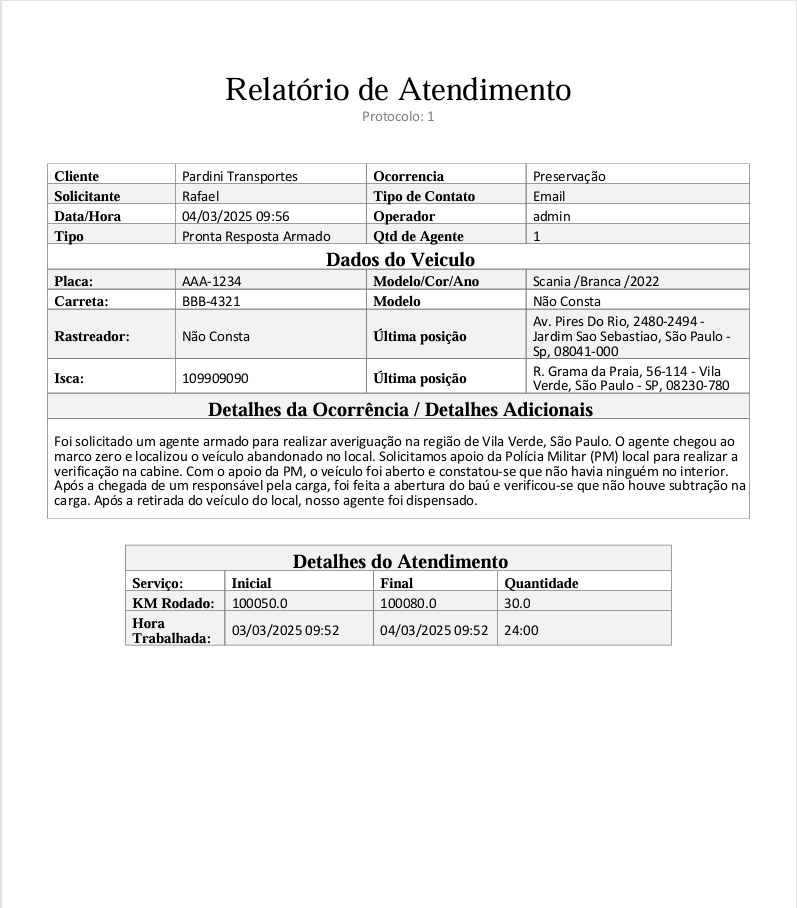 Relatório de Atendimento
Protocolo: 1
Cliente Pardini Transportes Ocorrencia Preservação
Solicitante Rafael Tipo de Contato Email
Data/Hora 04/03/2025 09:56 Operador admin
Tipo Pronta Resposta Armado Qtd de Agente 1
Dados do Veiculo
Placa: AAA-1234 Modelo/Cor/Ano Scania /Branca /2022
Carreta: BBB-4321 Modelo Não Consta
Rastreador: Não Consta Última posição Av. Pires Do Rio, 2480-2494 -
Jardim Sao Sebastiao, São Paulo -
Sp, 08041-000
Isca: 109909090 Última posição R. Grama da Praia, 56-114 - Vila
Verde, São Paulo - SP, 08230-780
Detalhes da Ocorrência / Detalhes Adicionais
Foi solicitado um agente armado para realizar averiguação na região de Vila Verde, São Paulo. O agente chegou ao
marco zero e localizou o veículo abandonado no local. Solicitamos apoio da Polícia Militar (PM) local para realizar a
verificação na cabine. Com o apoio da PM, o veículo foi aberto e constatou-se que não havia ninguém no interior.
Após a chegada de um responsável pela carga, foi feita a abertura do baú e verificou-se que não houve subtração na
carga. Após a retirada do veículo do local, nosso agente foi dispensado.
Detalhes do Atendimento
Serviço: Inicial Final Quantidade
KM Rodado: 100050.0 100080.0 30.0
Hora
Trabalhada: 03/03/2025 09:52 04/03/2025 09:52 24:00